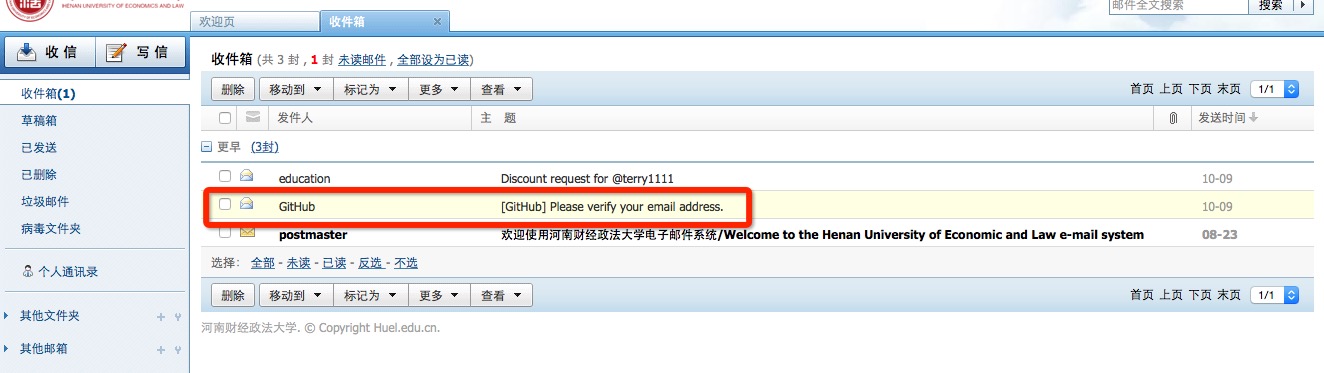 HENAN UNIVERSITY OF ECONOMICS AND LAW
欢迎页 收件箱
邮件全文搜索 搜索
收信 写信
收件箱 (共 3 封 , 1 封 未读邮件 , 全部设为已读)
删除 移动到 标记为 更多 查看 首页 上页 下页 末页 1/1
收件箱(1)
发件人 主 题 发送时间
草稿箱
更早 (3封)
已发送
已删除
education Discount request for @terry1111 10-09
垃圾邮件
GitHub [GitHub] Please verify your email address. 10-09
病毒文件夹
postmaster 欢迎使用河南财经政法大学电子邮件系统/Welcome to the Henan University of Economic and Law e-mail system 08-23
选择: 全部 - 未读 - 已读 - 反选 - 不选
个人通讯录
删除 移动到 标记为 更多 查看 首页 上页 下页 末页 1/1
其他文件夹
河南财经政法大学. © Copyright Huel.edu.cn.
其他邮箱